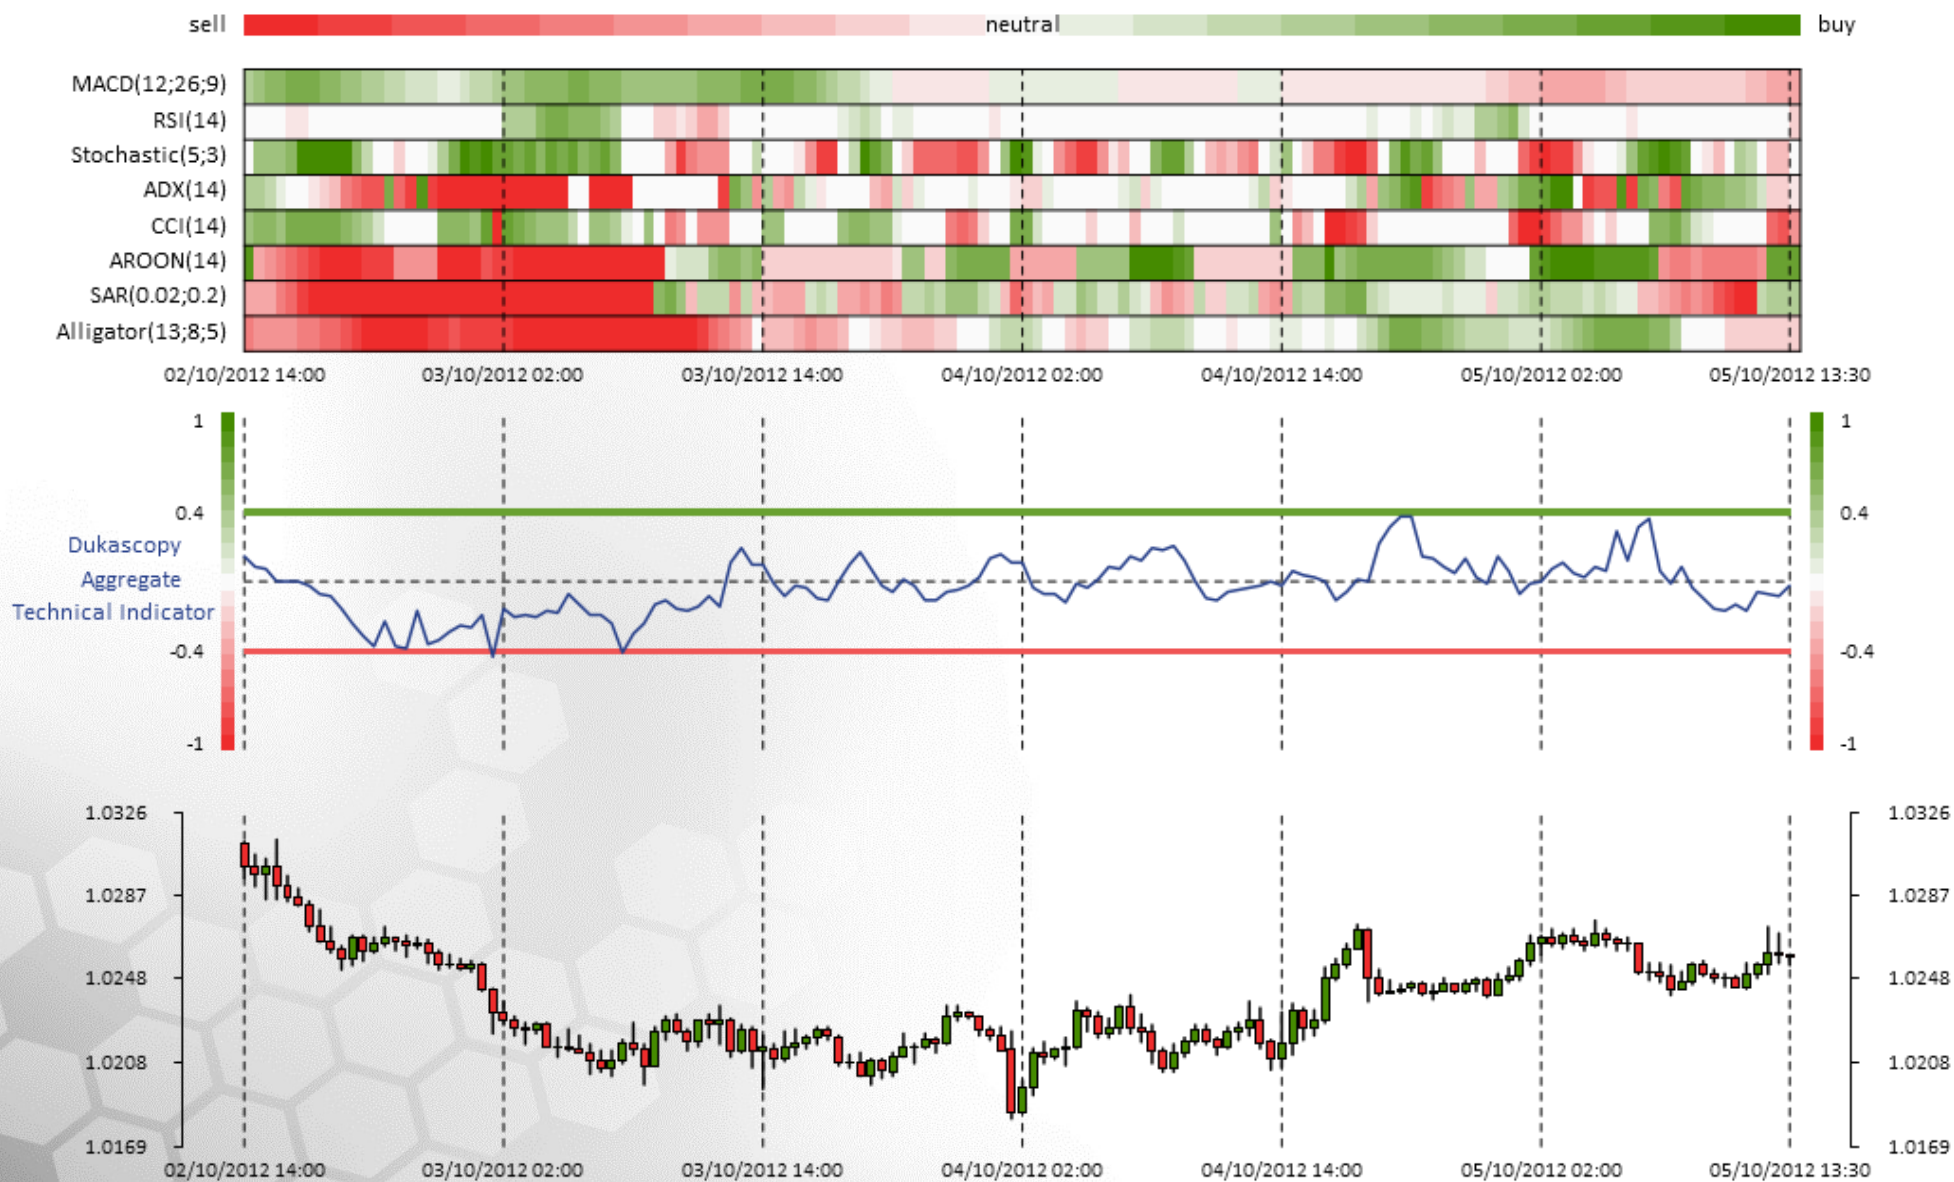 sell neutral buy
MACD(12;26;9)
RSI(14)
Stochastic(5;3)
ADX(14)
CCI(14)
AROON(14)
SAR(0.02;0.2)
Alligator(13;8;5)
02/10/2012 14:00 03/10/2012 02:00 03/10/2012 14:00 04/10/2012 02:00 04/10/2012 14:00 05/10/2012 02:00 05/10/2012 13:30
1 1
0.4 0.4
Dukascopy
Aggregate
Technical Indicator
-0.4 -0.4
-1 -1
1.0326 1.0326
1.0287 1.0287
1.0248 1.0248
1.0208 1.0208
1.0169 1.0169
02/10/2012 14:00 03/10/2012 02:00 03/10/2012 14:00 04/10/2012 02:00 04/10/2012 14:00 05/10/2012 02:00 05/10/2012 13:30